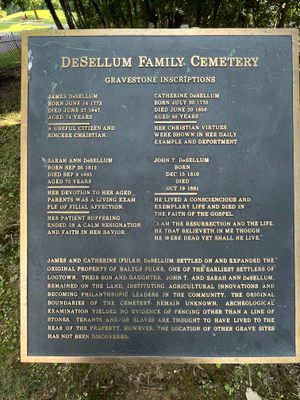 DeSellum Family Cemetery
GRAVESTONE INSCRIPTIONS
JAMES DeSELLUM
BORN JUNE 14 1773
DIED JUNE 27 1847
AGED 74 YEARS
A USEFUL CITIZEN AND
SINCERE CHRISTIAN.
CATHERINE DeSELLUM
BORN JULY 20 1770
DIED JUNE 20 1858
AGED 88 YEARS
HER CHRISTIAN VIRTUES
WERE SHOWN IN HER DAILY
EXAMPLE AND DEPORTMENT
SARAH ANN DeSELLUM
BORN SEP 26 1812
DIED SEP 9 1885
AGED 73 YEARS
HER DEVOTION TO HER AGED
PARENTS WAS A LIVING EXAM
PLE OF FILIAL AFFECTION.
HER PATIENT SUFFERING
ENDED IN A CALM RESIGNATION
AND FAITH IN HER SAVIOR.
JOHN T. DeSELLUM
BORN
DEC 15 1810
DIED
OCT 19 1891
HE LIVED A CONSCIENCIOUS AND
EXEMPLARY LIFE AND DIED IN
THE FAITH OF THE GOSPEL.
"I AM THE RESURRECTION AND THE LIFE
HE THAT BELIEVETH IN ME THOUGH
HE WERE DEAD YET SHALL HE LIVE."
JAMES AND CATHERINE (FULKS) DeSELLUM SETTLED ON AND EXPANDED THE
ORIGINAL PROPERTY OF BALTUS FULKS, ONE OF THE EARLIEST SETTLERS OF
LOGTOWN. THEIR SON AND DAUGHTER, JOHN T. AND SARAH ANN DeSELLUM,
REMAINED ON THE LAND, INSTITUTING AGRICULTURAL INNOVATIONS AND
BECOMING PHILANTHROPIC LEADERS IN THE COMMUNITY. THE ORIGINAL
BOUNDARIES OF THE CEMETERY REMAIN UNKNOWN. ARCHEOLOGICAL
EXAMINATION YIELDED NO EVIDENCE OF FENCING OTHER THAN A LINE OF
STONES. TENANTS AND/OR SLAVES ARE THOUGHT TO HAVE LIVED TO THE
REAR OF THE PROPERTY, HOWEVER, THE LOCATION OF OTHER GRAVE SITES
HAS NOT BEEN DISCOVERED.